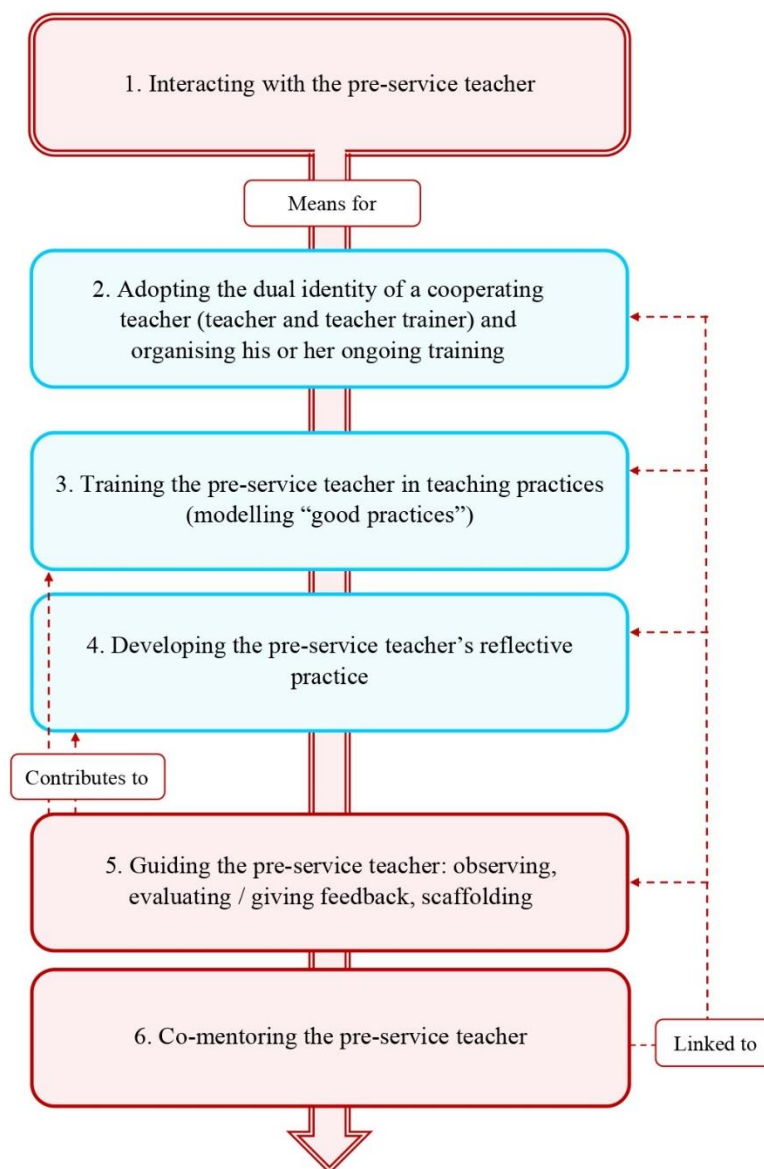 1. Interacting with the pre-service teacher
Means for
2. Adopting the dual identity of a cooperating
teacher (teacher and teacher trainer) and
organising his or her ongoing training
3. Training the pre-service teacher in teaching practices
(modelling “good practices”)
4. Developing the pre-service teacher’s reflective
practice
Contributes to
5. Guiding the pre-service teacher: observing,
evaluating / giving feedback, scaffolding
6. Co-mentoring the pre-service teacher
Linked to